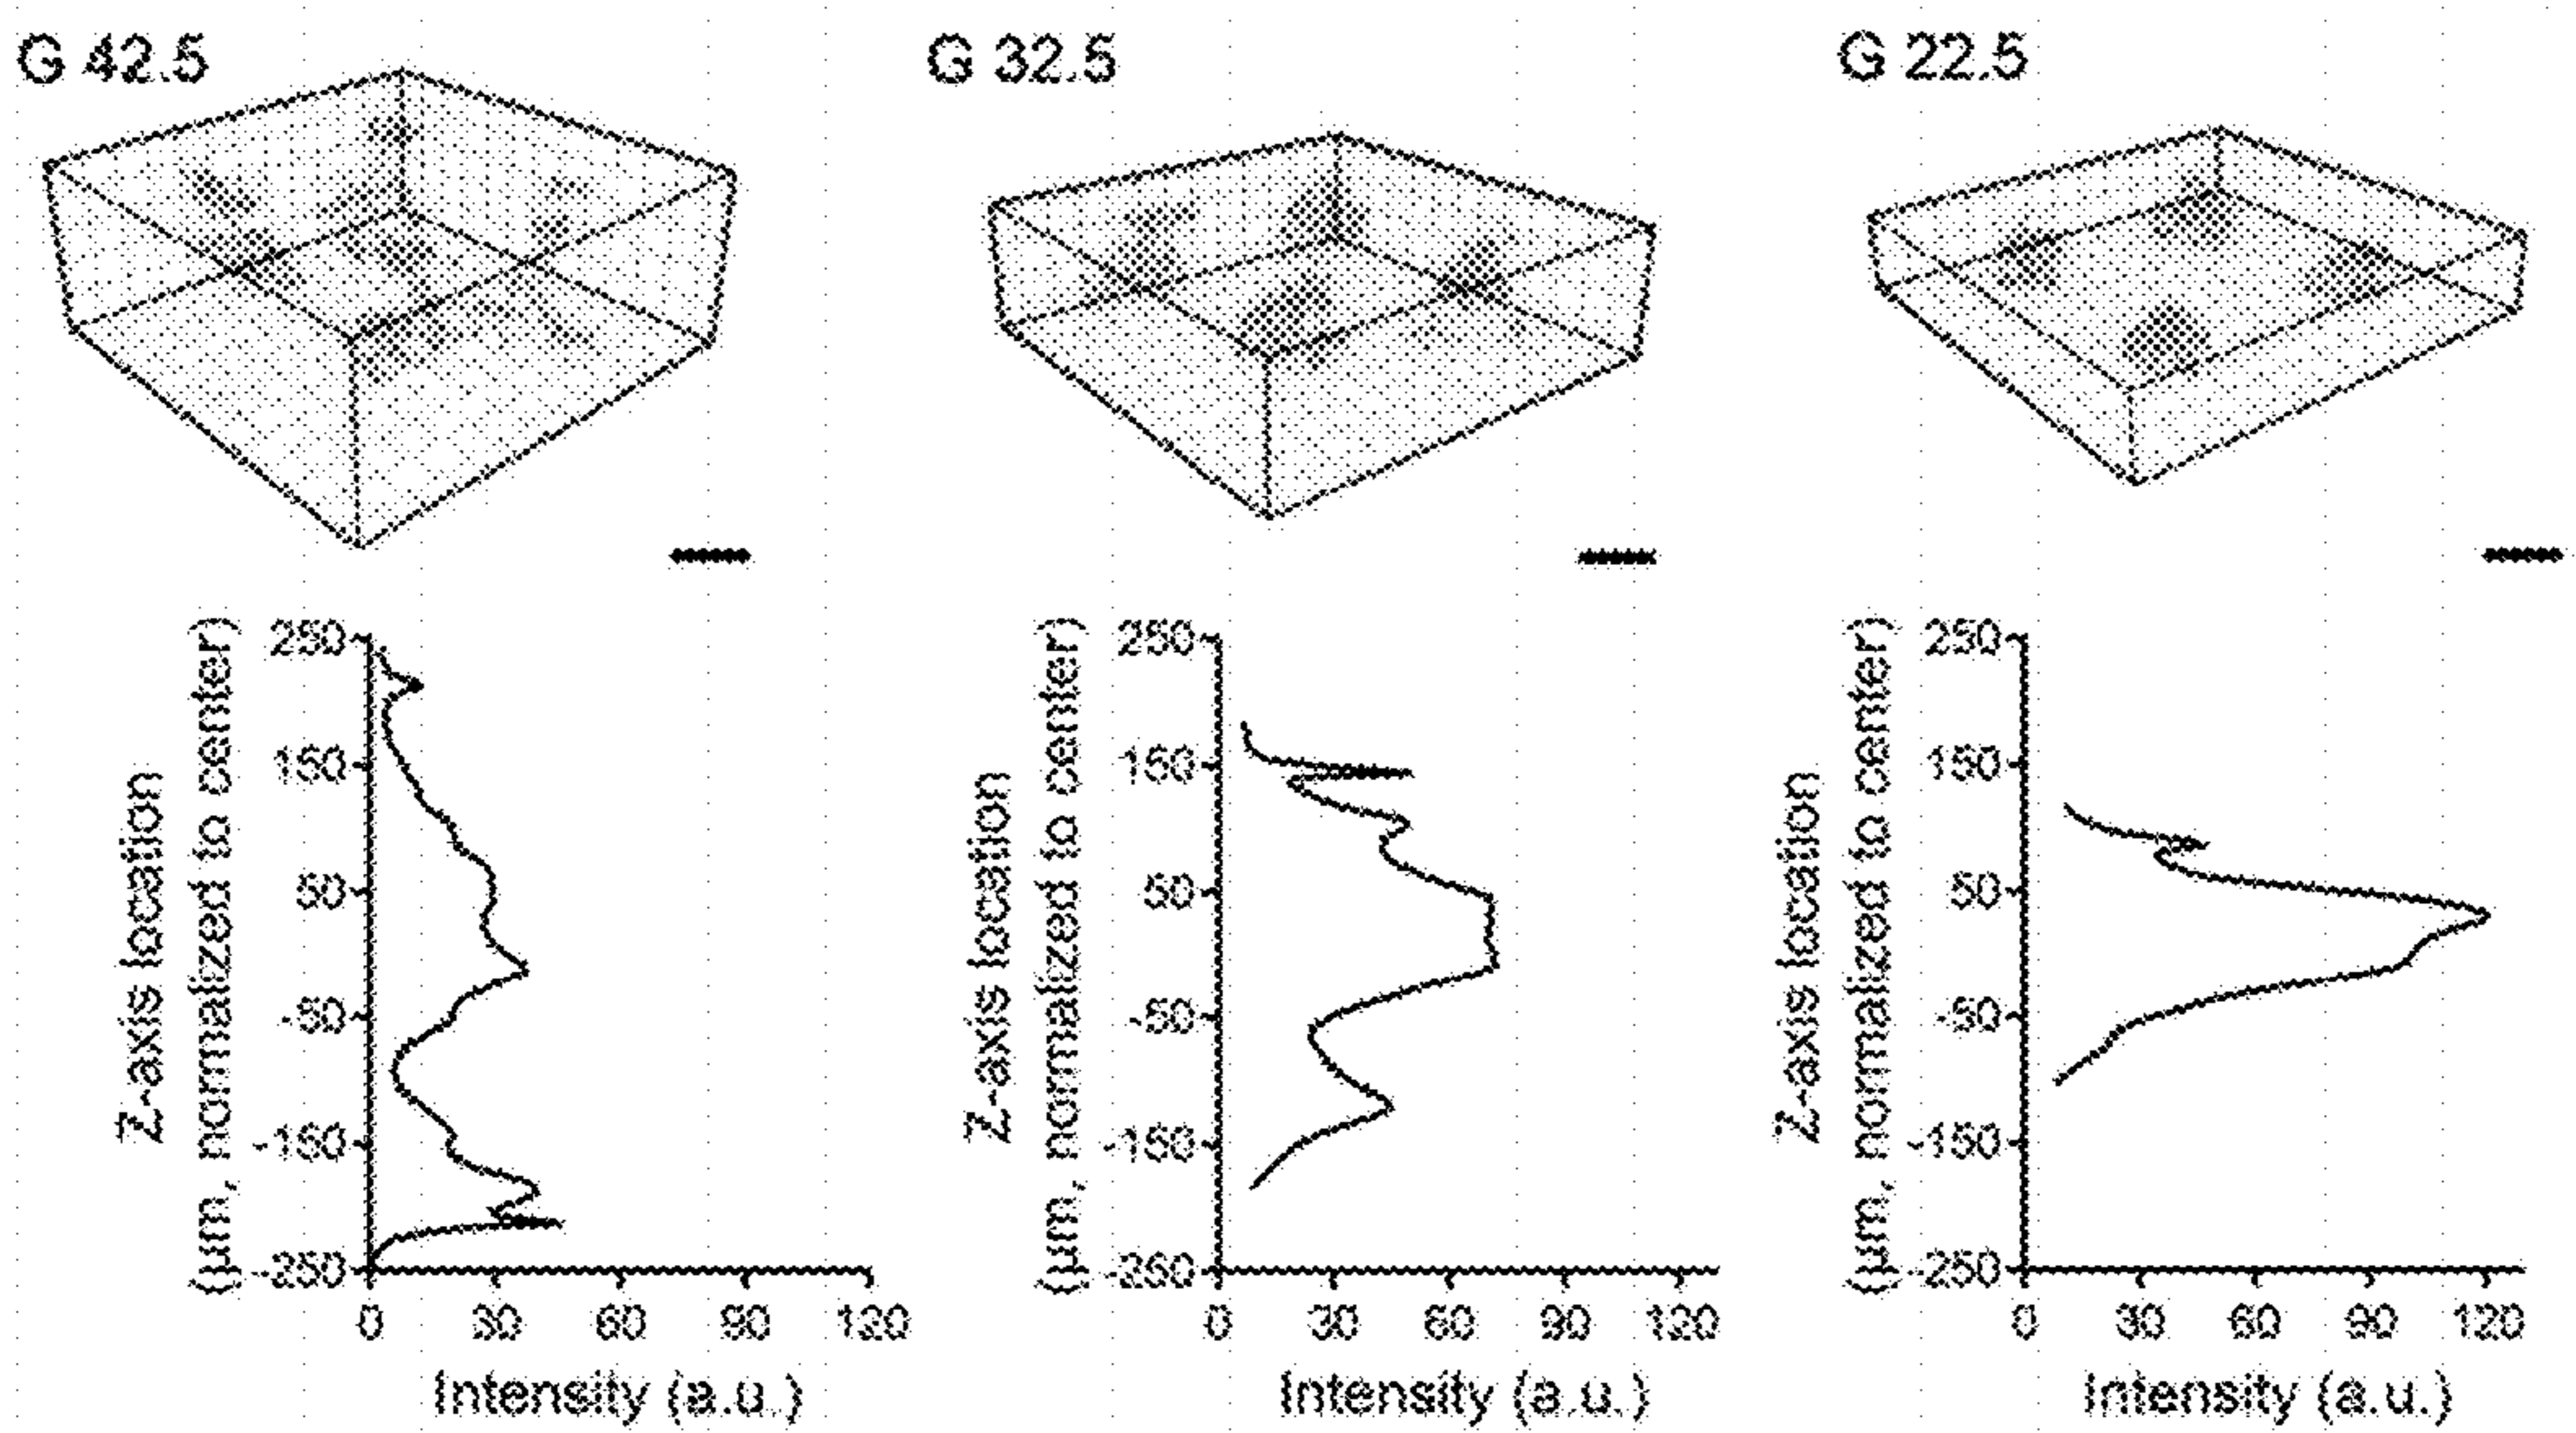 G 42.5
G 32.5
G 22.5
Z-axis location
(µm, normalized to center)
250
150
50
-50
-150
-250
0 30 60 90 120
Intensity (a.u.)
Z-axis location
(µm, normalized to center)
250
150
50
-50
-150
-250
0 30 60 90 120
Intensity (a.u.)
Z-axis location
(µm, normalized to center)
250
150
50
-50
-150
-250
0 30 60 90 120
Intensity (a.u.)